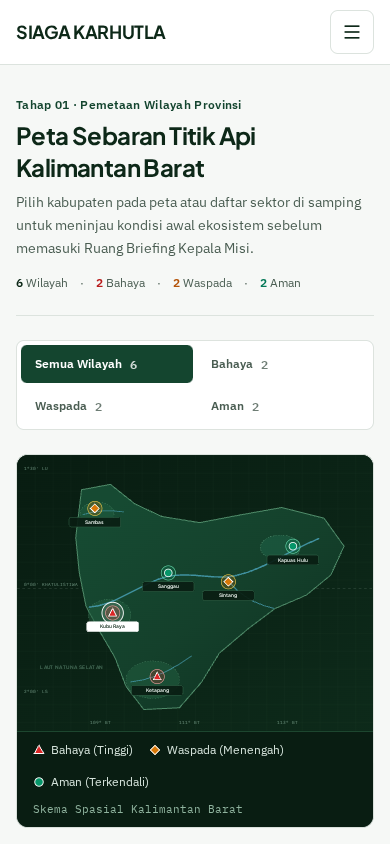 SIAGA KARHUTLA
Tahap 01 · Pemetaan Wilayah Provinsi
Peta Sebaran Titik Api
Kalimantan Barat
Pilih kabupaten pada peta atau daftar sektor di samping
untuk meninjau kondisi awal ekosistem sebelum
memasuki Ruang Briefing Kepala Misi.
6 Wilayah · 2 Bahaya · 2 Waspada · 2 Aman
Semua Wilayah 6
Bahaya 2
Waspada 2
Aman 2
Sambas
Kapuas Hulu
Sanggau
0°00' KHATULISTIWA
Sintang
Kubu Raya
LAUT NATUNA SELATAN
Ketapang
Bahaya (Tinggi)
Waspada (Menengah)
Aman (Terkendali)
Skema Spasial Kalimantan Barat